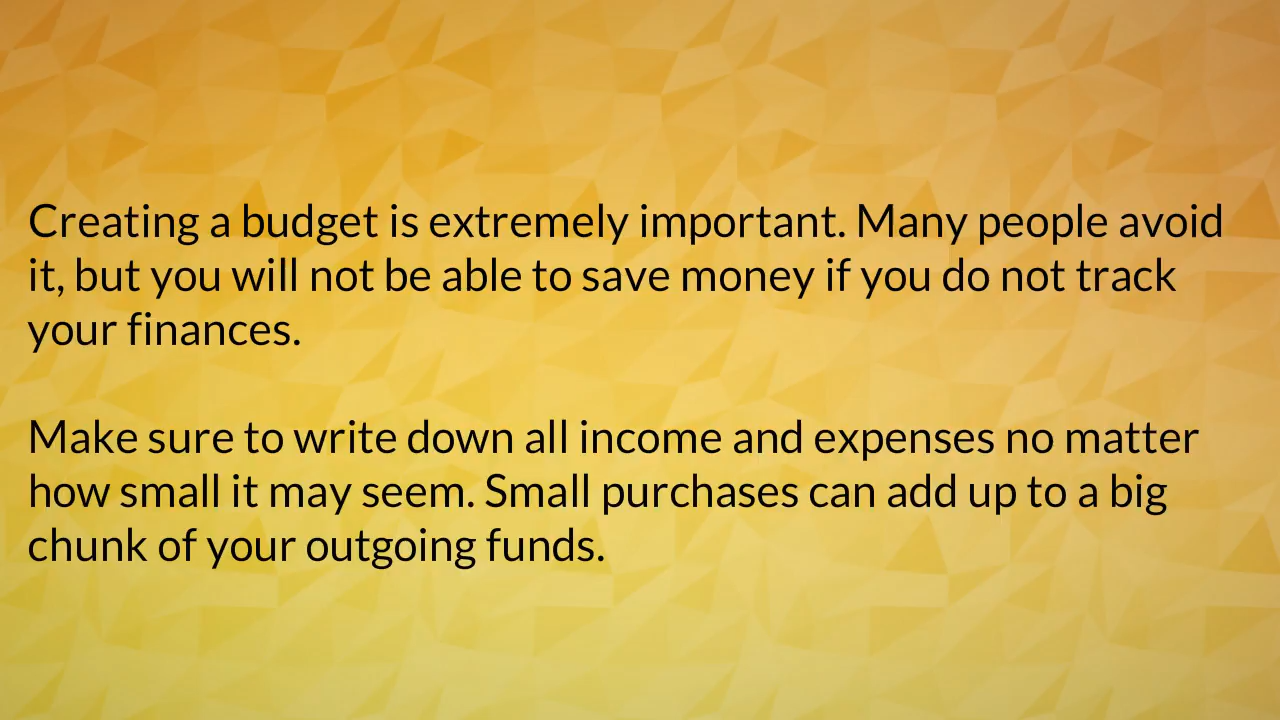 Creating a budget is extremely important. Many people avoid
it, but you will not be able to save money if you do not track
your finances.
Make sure to write down all income and expenses no matter
how small it may seem. Small purchases can add up to a big
chunk of your outgoing funds.